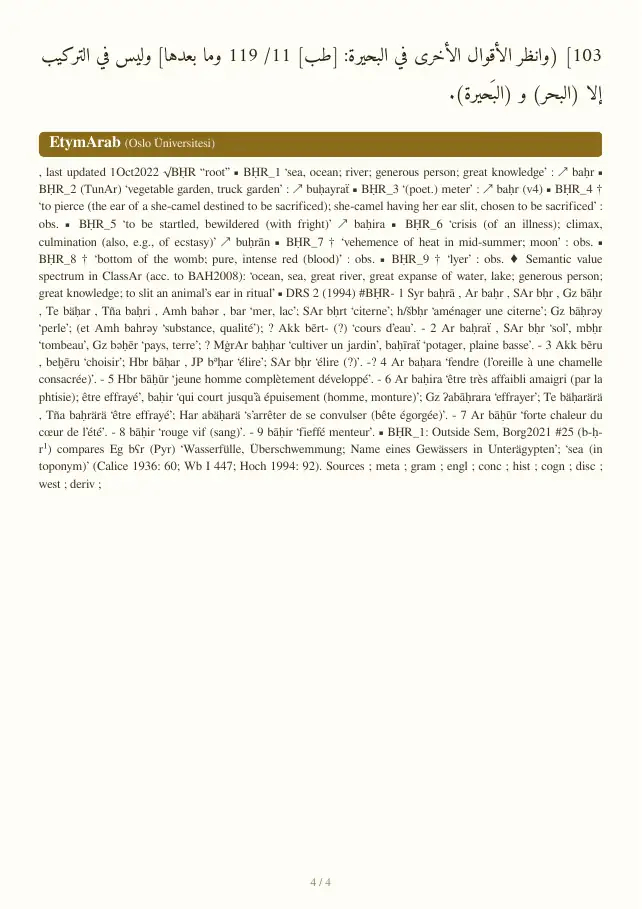 103] (وانظر الأقوال الأخرى في البحيرة: [طب] 11/ 119 وما بعدها] وليس في التركيب
إلا (البحر) و (البَحيرة).
EtymArab (Oslo Üniversitesi)
, last updated 1Oct2022 √BḤR “root” ▪ BḤR_1 ‘sea, ocean; river; generous person; great knowledge’ : ↗ baḥr ▪
BḤR_2 (TunAr) ‘vegetable garden, truck garden’ : ↗ buḥayraẗ ▪ BḤR_3 ‘(poet.) meter’ : ↗ baḥr (v4) ▪ BḤR_4 †
‘to pierce (the ear of a she-camel destined to be sacrificed); she-camel having her ear slit, chosen to be sacrificed’ :
obs. ▪ BḤR_5 ‘to be startled, bewildered (with fright)’ ↗ baḥira ▪ BḤR_6 ‘crisis (of an illness); climax,
culmination (also, e.g., of ecstasy)’ ↗ buḥrān ▪ BḤR_7 † ‘vehemence of heat in mid-summer; moon’ : obs. ▪
BḤR_8 † ‘bottom of the womb; pure, intense red (blood)’ : obs. ▪ BḤR_9 † ‘lyer’ : obs. ♦ Semantic value
spectrum in ClassAr (acc. to BAH2008): ‘ocean, sea, great river, great expanse of water, lake; generous person;
great knowledge; to slit an animal’s ear in ritual’ ▪ DRS 2 (1994) #BḤR- 1 Syr baḥrā , Ar baḥr , SAr bḥr , Gz bāḥr
, Te bäḥar , Tña baḥri , Amh bahər , bar ‘mer, lac’; SAr bḥrt ‘citerne’; h/s¹bḥr ‘aménager une citerne’; Gz bāḥrəy
‘perle’; (et Amh bahrəy ‘substance, qualité’); ? Akk bērt- (?) ‘cours d’eau’. - 2 Ar baḥraẗ , SAr bḥr ‘sol’, mbḥr
‘tombeau’, Gz bəḥēr ‘pays, terre’; ? MġrAr baḥḥar ‘cultiver un jardin’, baḥīraẗ ‘potager, plaine basse’. - 3 Akk bēru
, beḫēru ‘choisir’; Hbr bāḥar , JP bᵊḥar ‘élire’; SAr bḥr ‘élire (?)’. -? 4 Ar baḥara ‘fendre (l’oreille à une chamelle
consacrée)’. - 5 Hbr bāḥūr ‘jeune homme complètement développé’. - 6 Ar baḥira ‘être très affaibli amaigri (par la
phtisie); être effrayé’, baḥir ‘qui court jusqu’à épuisement (homme, monture)’; Gz ʔabāḥrara ‘effrayer’; Te bäḥarärä
, Tña baḥrärä ‘être effrayé’; Har abäḥarä ‘s’arrêter de se convulser (bête égorgée)’. - 7 Ar bāḥūr ‘forte chaleur du
cœur de l’été’. - 8 bāḥir ‘rouge vif (sang)’. - 9 bāḥir ‘fieffé menteur’. ▪ BḤR_1: Outside Sem, Borg2021 #25 (b-ḥ-
r¹) compares Eg bʕr (Pyr) ‘Wasserfülle, Überschwemmung; Name eines Gewässers in Unterägypten’; ‘sea (in
toponym)’ (Calice 1936: 60; Wb I 447; Hoch 1994: 92). Sources ; meta ; gram ; engl ; conc ; hist ; cogn ; disc ;
west ; deriv ;
4 / 4